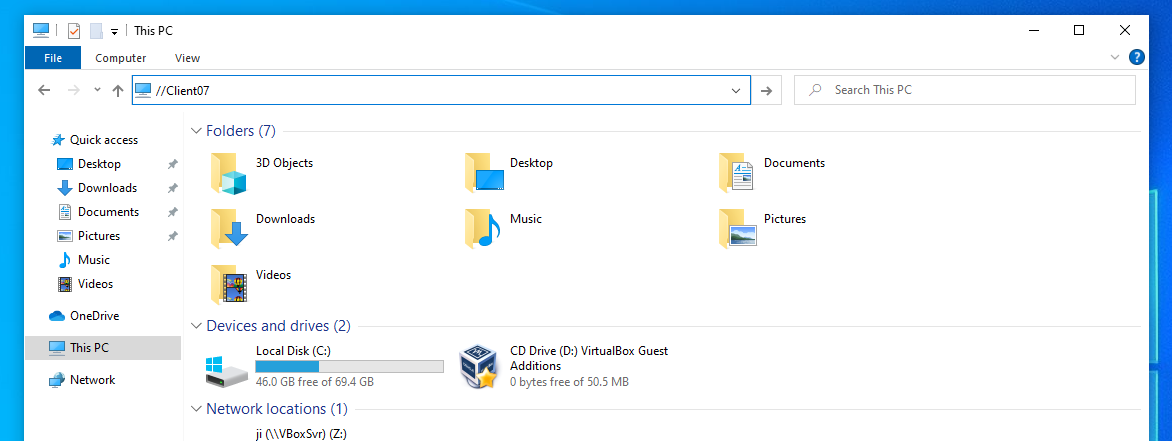 This PC
File Computer View
//Client07
Search This PC
Quick access
Desktop
Downloads
Documents
Pictures
Music
Videos
OneDrive
This PC
Network
Folders (7)
3D Objects
Desktop
Documents
Downloads
Music
Pictures
Videos
Devices and drives (2)
Local Disk (C:)
46.0 GB free of 69.4 GB
CD Drive (D:) VirtualBox Guest
Additions
0 bytes free of 50.5 MB
Network locations (1)
ji (\\VBoxSvr) (Z:)